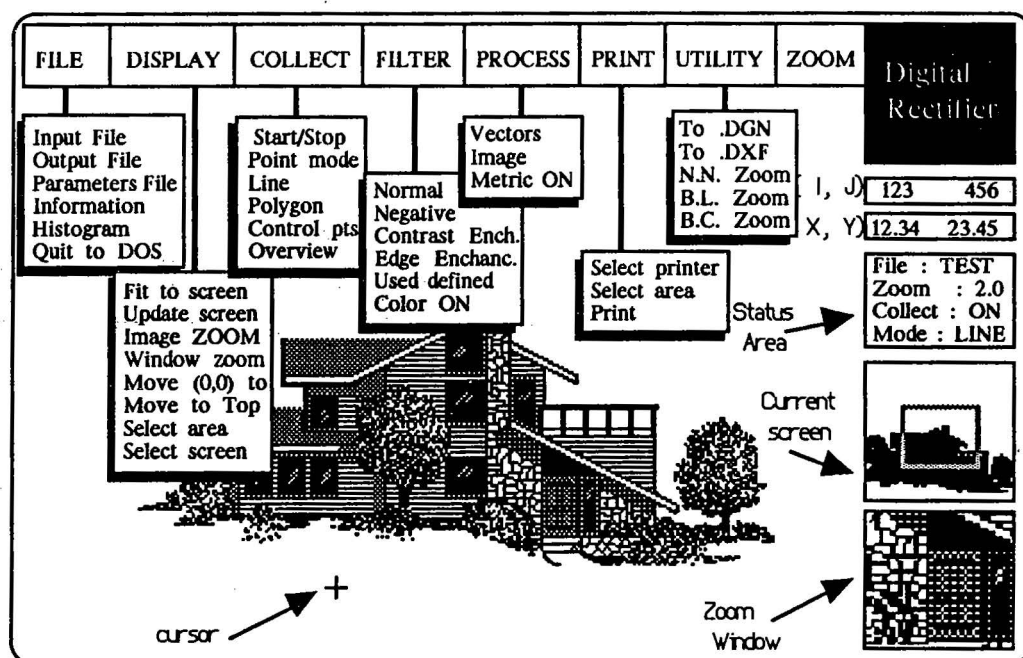 FILE DISPLAY COLLECT FILTER PROCESS PRINT UTILITY ZOOM
Digital
Rectifier
Input File
Output File
Parameters File
Information
Histogram
Quit to DOS
Fit to screen
Update screen
Image ZOOM
Window zoom
Move (0,0) to
Move to Top
Select area
Select screen
Start/Stop
Point mode
Line
Polygon
Control pts
Overview
Normal
Negative
Contrast Ench.
Edge Enchanc.
Used defined
Color ON
Vectors
Image
Metric ON
Select printer
Select area
Print
To .DGN
To .DXF
N.N. Zoom
B.L. Zoom
B.C. Zoom
( I, J) 123 456
X, Y) 12.34 23.45
File : TEST
Zoom : 2.0
Collect : ON
Mode : LINE
Status
Area
Current
screen
Zoom
Window
cursor